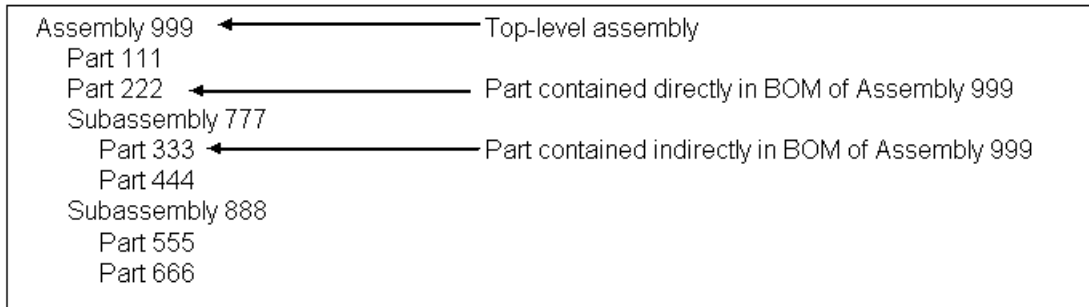 Assembly 999 Top-level assembly
Part 111
Part 222 Part contained directly in BOM of Assembly 999
Subassembly 777
Part 333 Part contained indirectly in BOM of Assembly 999
Part 444
Subassembly 888
Part 555
Part 666